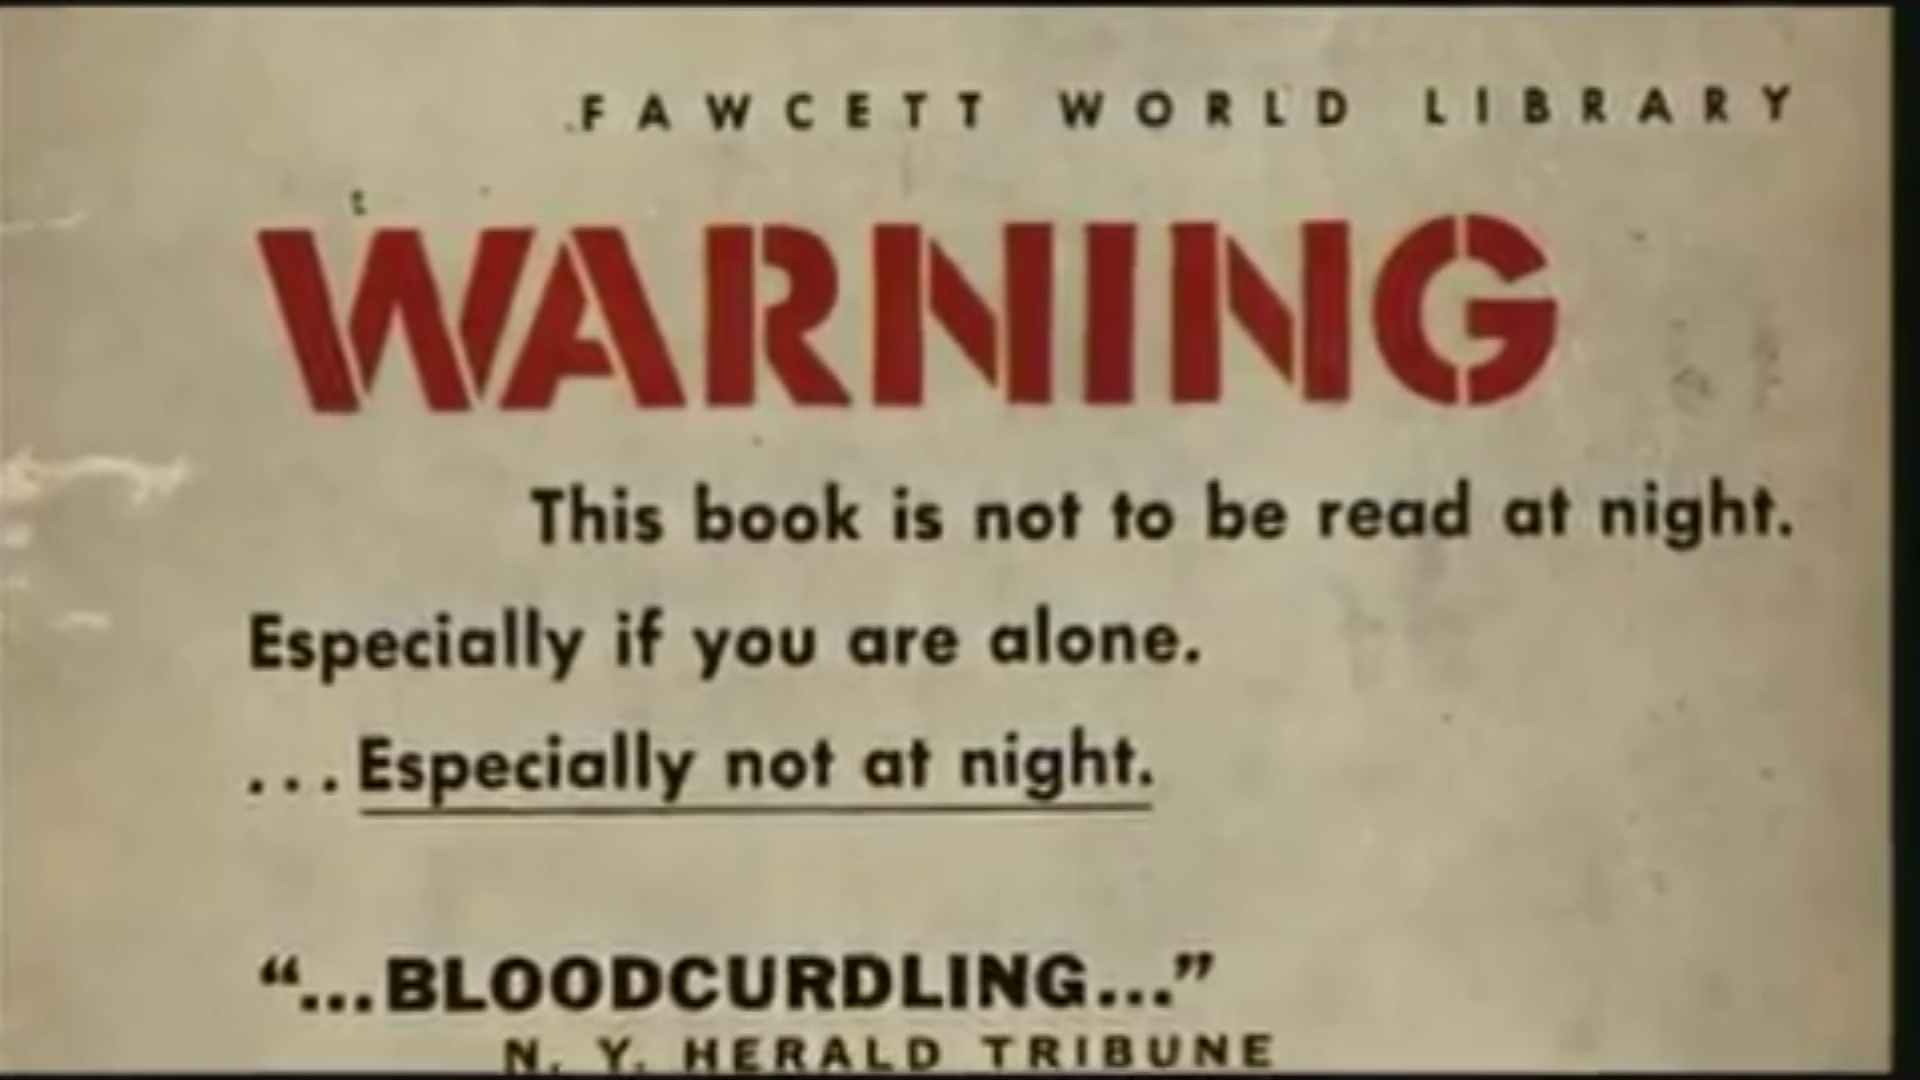 FAWCETT WORLD LIBRARY
WARNING
This book is not to be read at night.
Especially if you are alone.
...Especially not at night.
“...BLOODCURDLING...”
N. Y. HERALD TRIBUNE